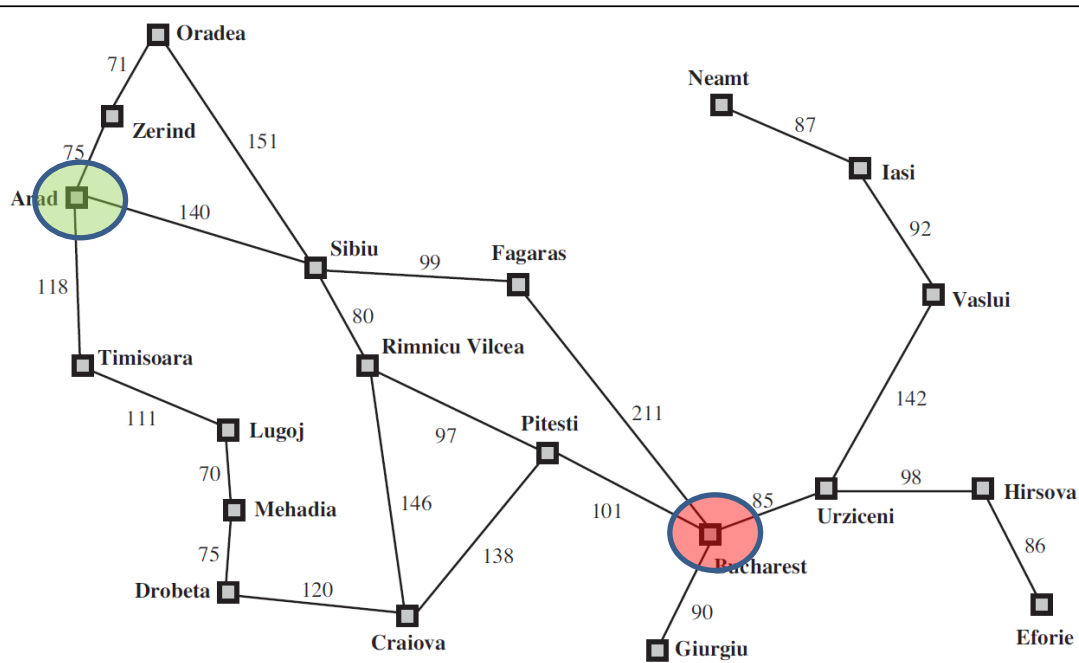 Oradea
71
Neamt
87
Zerind
151
75
Iasi
Arad
140
92
Sibiu
Fagaras
99
118
Vaslui
80
Timisoara
Rimnicu Vilcea
142
211
111
Lugoj
Pitesti
97
70
98
Hirsova
Mehadia
146
101
85
Urziceni
75
138
86
Bucharest
Drobeta
120
90
Craiova
Giurgiu
Eforie